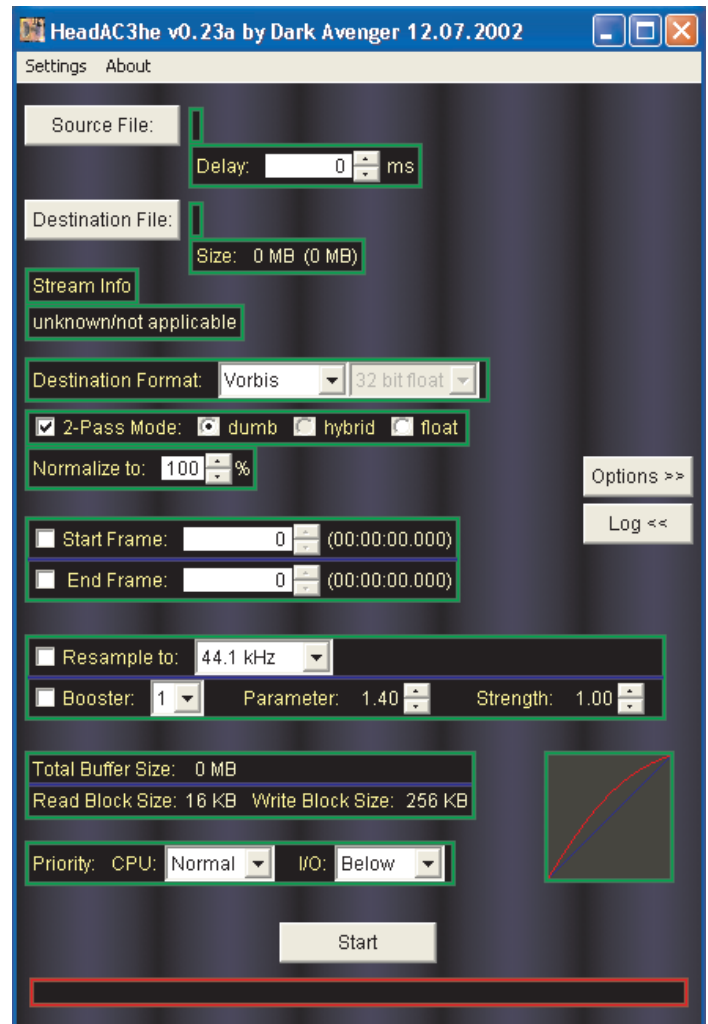 HeadAC3he v0.23a by Dark Avenger 12.07.2002
Settings About
Source File:
Delay: 0 ms
Destination File:
Size: 0 MB (0 MB)
Stream Info
unknown/not applicable
Destination Format: Vorbis 32 bit float
2-Pass Mode: dumb hybrid float
Normalize to: 100 %
Options >>
Log <<
Start Frame: 0 (00:00:00.000)
End Frame: 0 (00:00:00.000)
Resample to: 44.1 kHz
Booster: 1 Parameter: 1.40 Strength: 1.00
Total Buffer Size: 0 MB
Read Block Size: 16 KB Write Block Size: 256 KB
Priority: CPU: Normal I/O: Below
Start